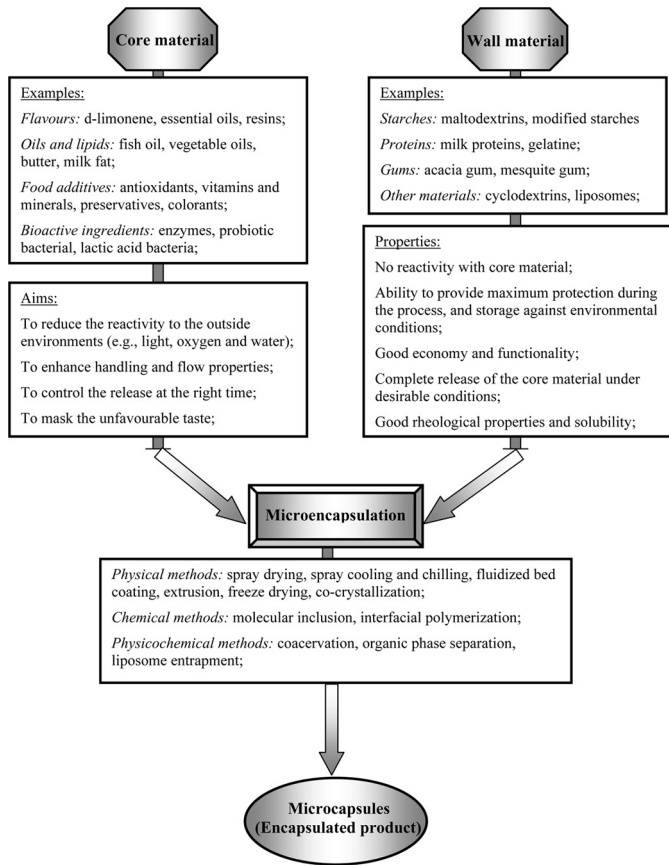 Core material
Examples:
Flavours: d-limonene, essential oils, resins;
Oils and lipids: fish oil, vegetable oils,
butter, milk fat;
Food additives: antioxidants, vitamins and
minerals, preservatives, colorants;
Bioactive ingredients: enzymes, probiotic
bacterial, lactic acid bacteria;
Aims:
To reduce the reactivity to the outside
environments (e.g., light, oxygen and water);
To enhance handling and flow properties;
To control the release at the right time;
To mask the unfavourable taste;
Wall material
Examples:
Starches: maltodextrins, modified starches
Proteins: milk proteins, gelatine;
Gums: acacia gum, mesquite gum;
Other materials: cyclodextrins, liposomes;
Properties:
No reactivity with core material;
Ability to provide maximum protection during
the process, and storage against environmental
conditions;
Good economy and functionality;
Complete release of the core material under
desirable conditions;
Good rheological properties and solubility;
Microencapsulation
Physical methods: spray drying, spray cooling and chilling, fluidized bed
coating, extrusion, freeze drying, co-crystallization;
Chemical methods: molecular inclusion, interfacial polymerization;
Physicochemical methods: coacervation, organic phase separation,
liposome entrapment;
Microcapsules
(Encapsulated product)